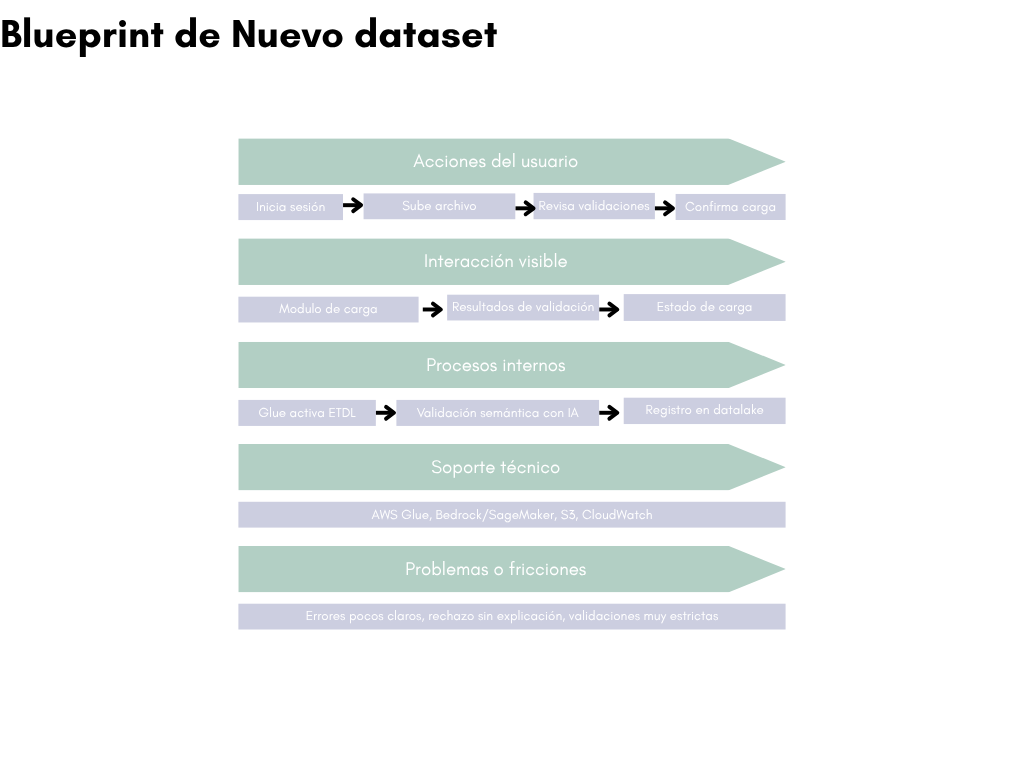 Blueprint de Nuevo dataset
Acciones del usuario
Inicia sesión
Sube archivo
Revisa validaciones
Confirma carga
Interacción visible
Modulo de carga
Resultados de validación
Estado de carga
Procesos internos
Glue activa ETDL
Validación semántica con IA
Registro en datalake
Soporte técnico
AWS Glue, Bedrock/SageMaker, S3, CloudWatch
Problemas o fricciones
Errores pocos claros, rechazo sin explicación, validaciones muy estrictas